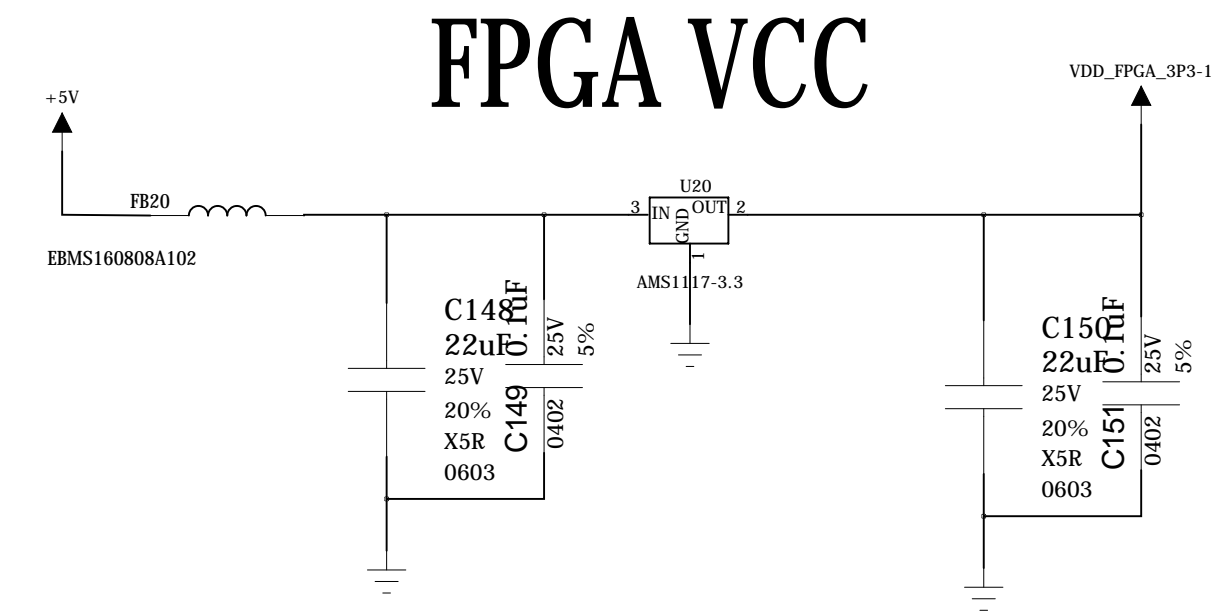 FPGA VCC
VDD_FPGA_3P3-1
+5V
FB20
EBMS160808A102
U20
3
IN
GND
OUT
2
1
AMS1117-3.3
C148
22uF
25V
20%
X5R
0603
C149
0.1uF
25V
5%
0402
C150
22uF
25V
20%
X5R
0603
C151
0.1uF
25V
5%
0402